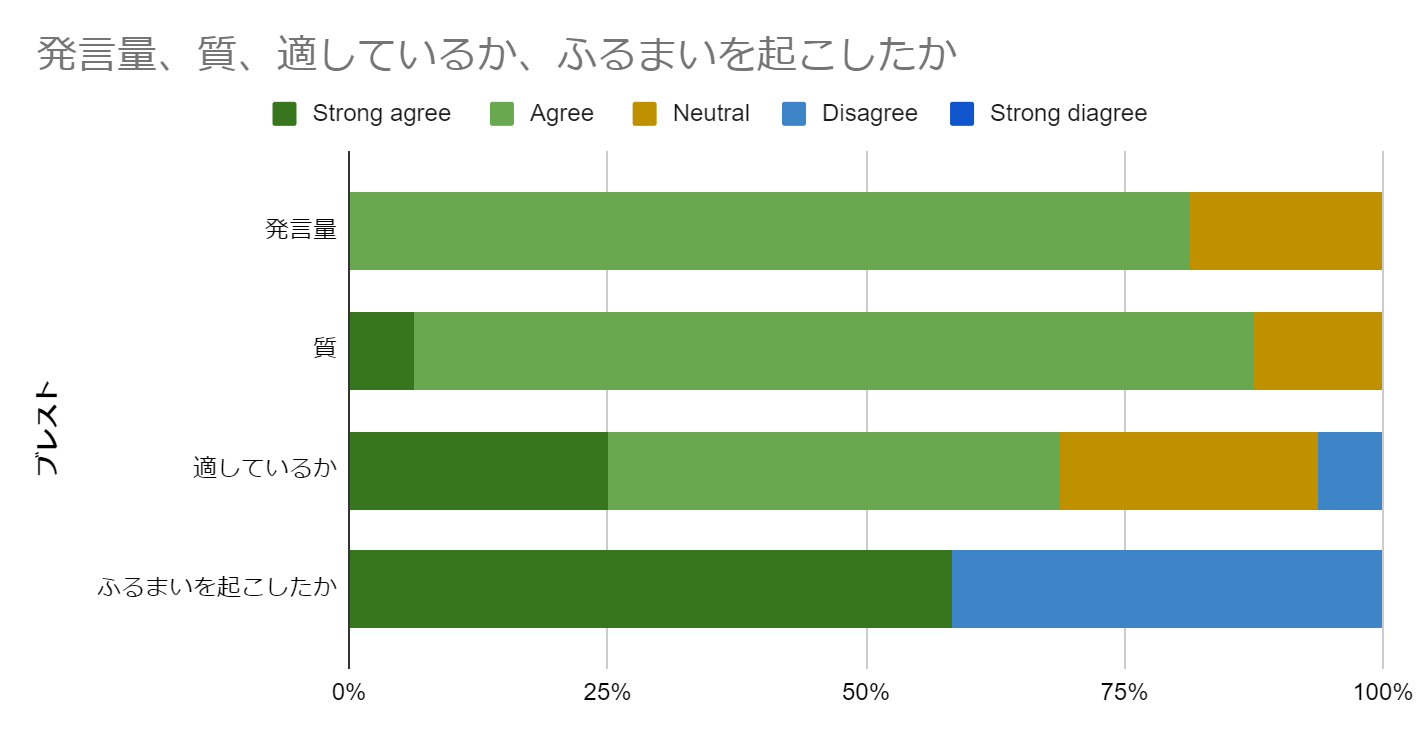 発言量、質、適しているか、ふるまいを起こしたか
Strong agree Agree Neutral Disagree Strong diagree
ブレスト
発言量
質
適しているか
ふるまいを起こしたか
0% 25% 50% 75% 100%